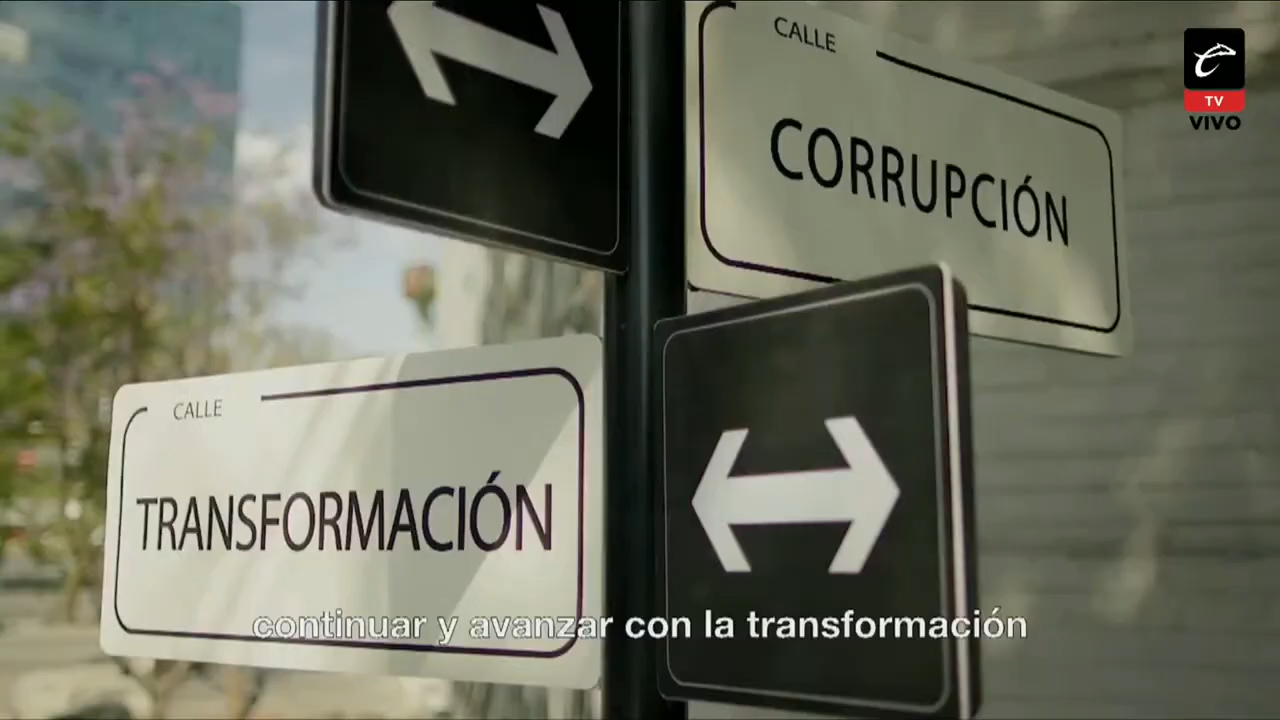 CALLE
CORRUPCIÓN
TV
VIVO
CALLE
TRANSFORMACIÓN
continuar y avanzar con la transformación